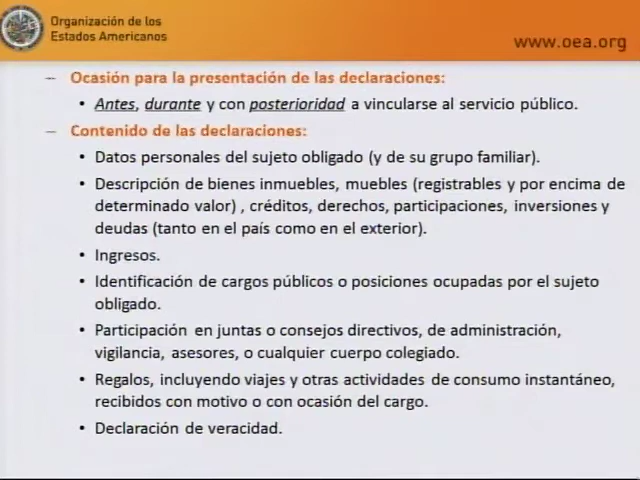 Organización de los
Estados Americanos
www.oea.org
– Ocasión para la presentación de las declaraciones:
• Antes, durante y con posterioridad a vincularse al servicio público.
– Contenido de las declaraciones:
• Datos personales del sujeto obligado (y de su grupo familiar).
• Descripción de bienes inmuebles, muebles (registrables y por encima de
determinado valor) , créditos, derechos, participaciones, inversiones y
deudas (tanto en el país como en el exterior).
• Ingresos.
• Identificación de cargos públicos o posiciones ocupadas por el sujeto
obligado.
• Participación en juntas o consejos directivos, de administración,
vigilancia, asesores, o cualquier cuerpo colegiado.
• Regalos, incluyendo viajes y otras actividades de consumo instantáneo,
recibidos con motivo o con ocasión del cargo.
• Declaración de veracidad.